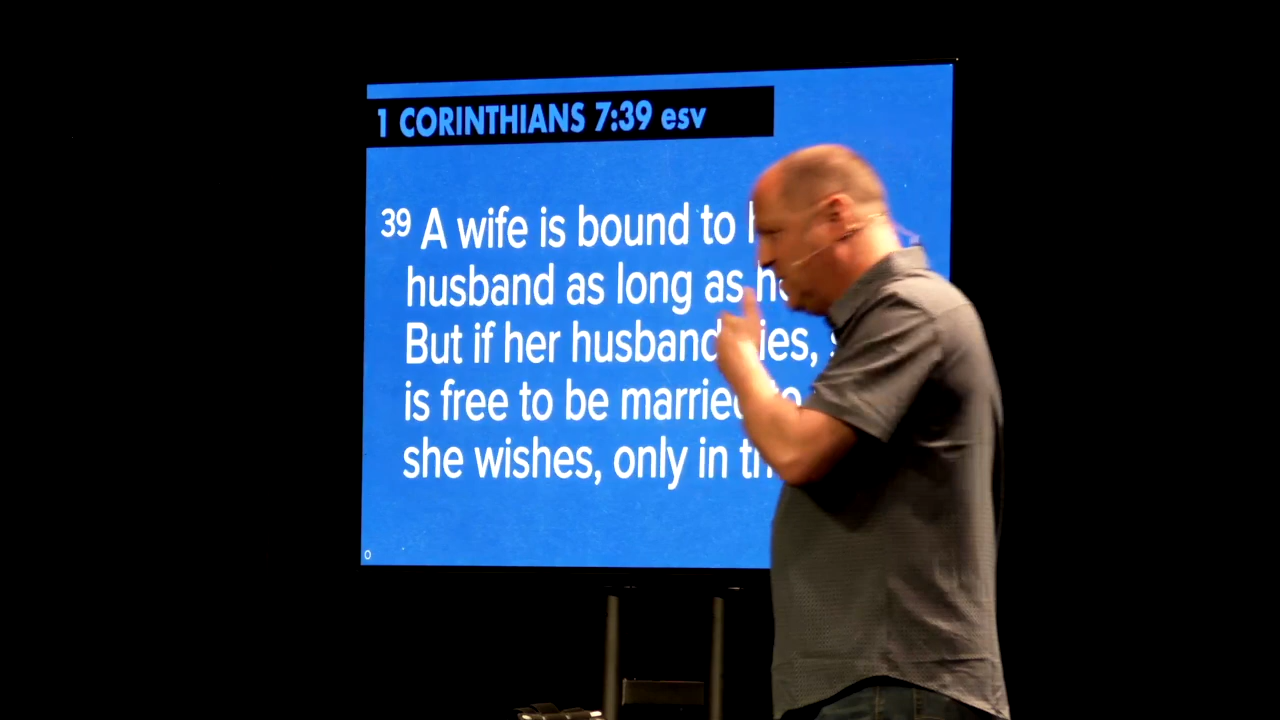 1 CORINTHIANS 7:39 esv
39 A wife is bound to
husband as long as
But if her husband
is free to be married
she wishes, only in